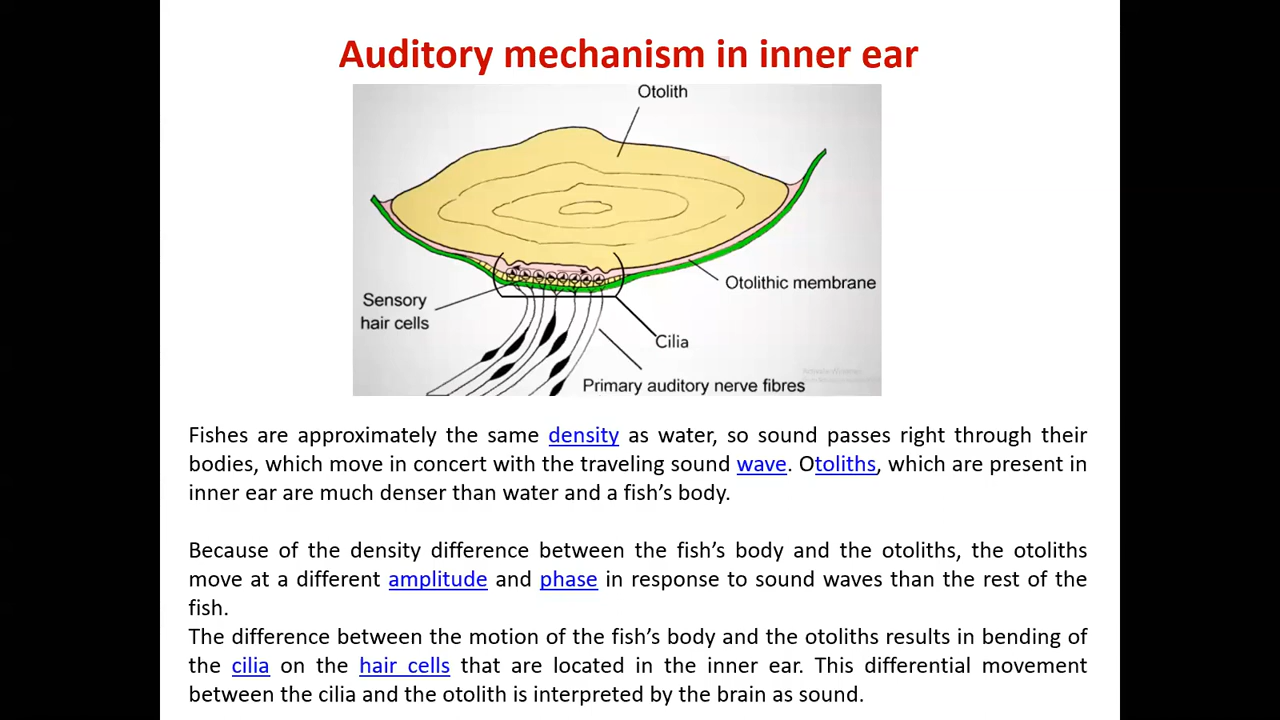 Auditory mechanism in inner ear
Otolith
Otolithic membrane
Sensory
hair cells
Cilia
Primary auditory nerve fibres
Fishes are approximately the same density as water, so sound passes right through their
bodies, which move in concert with the traveling sound wave. Otoliths, which are present in
inner ear are much denser than water and a fish’s body.
Because of the density difference between the fish’s body and the otoliths, the otoliths
move at a different amplitude and phase in response to sound waves than the rest of the
fish.
The difference between the motion of the fish’s body and the otoliths results in bending of
the cilia on the hair cells that are located in the inner ear. This differential movement
between the cilia and the otolith is interpreted by the brain as sound.